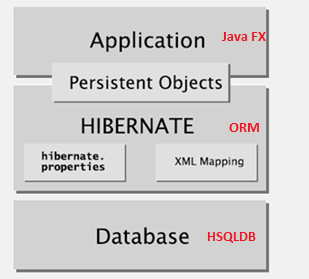 Application Java FX
Persistent Objects
HIBERNATE ORM
hibernate.
properties
XML Mapping
Database HSQLDB